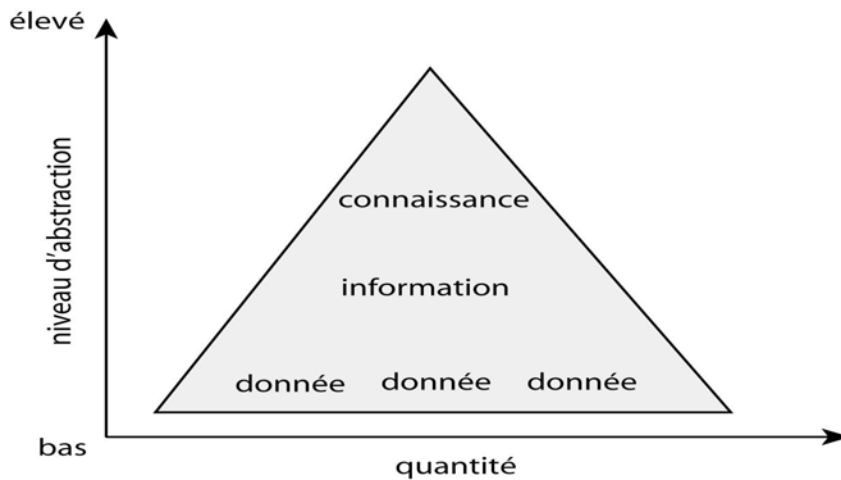 élevé
niveau d'abstraction
connaissance
information
donnée donnée donnée
bas
quantité